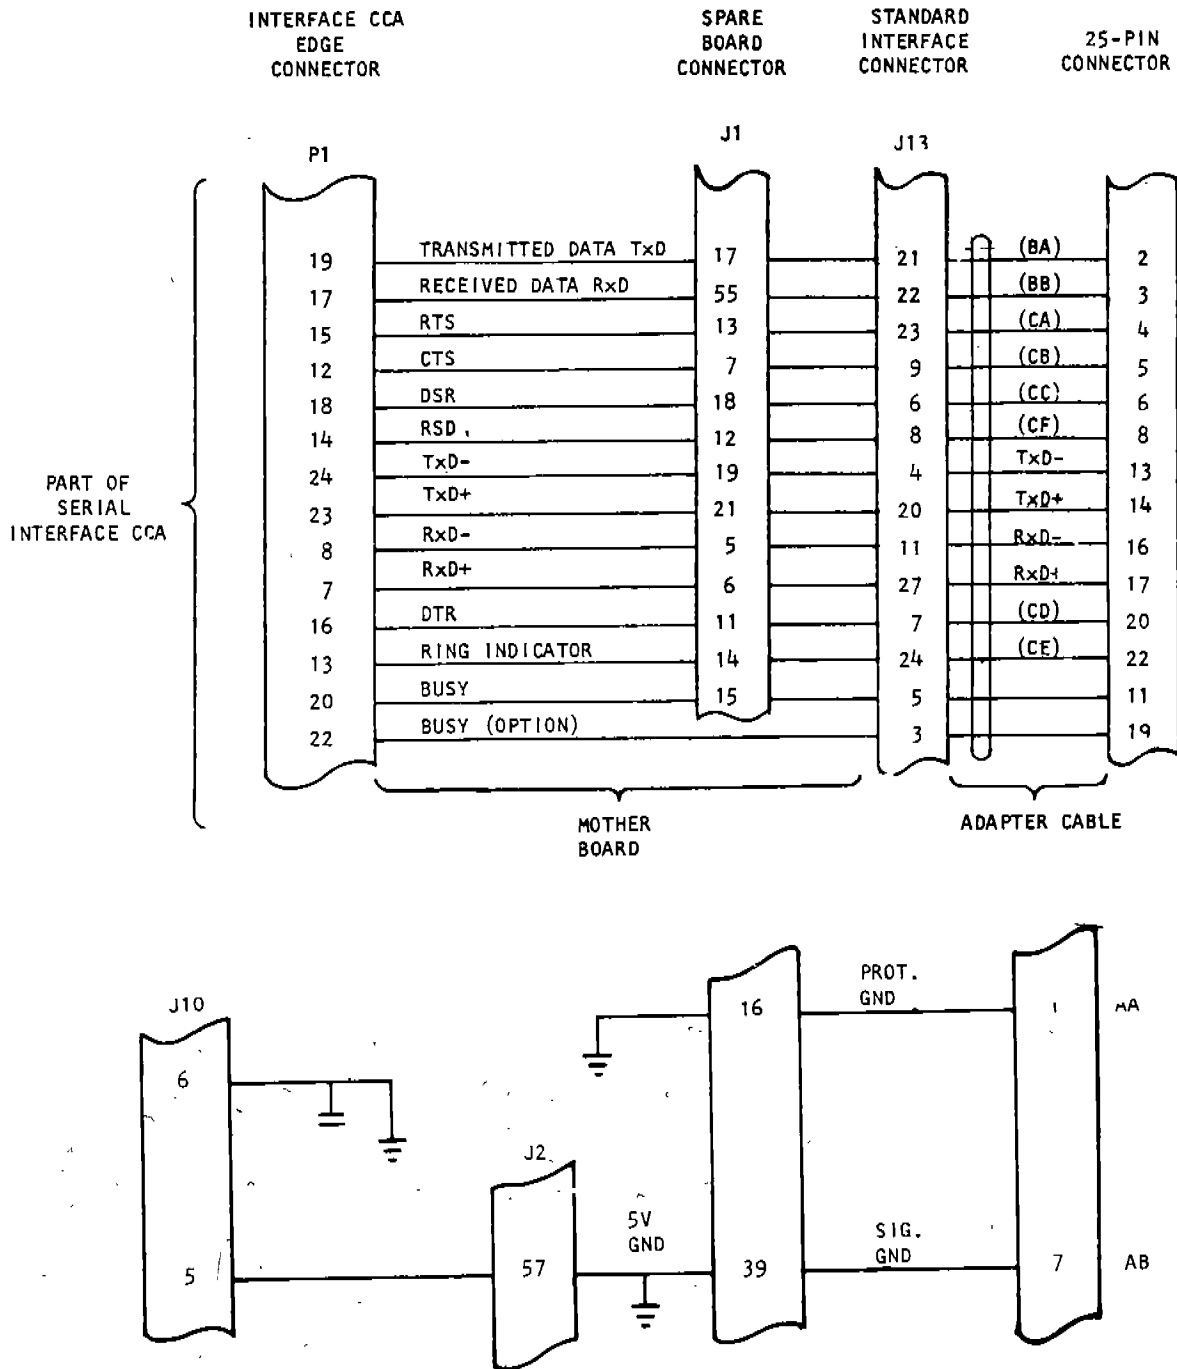 INTERFACE CCA
EDGE
CONNECTOR
SPARE
BOARD
CONNECTOR
STANDARD
INTERFACE
CONNECTOR
25-PIN
CONNECTOR
P1
J1
J13
19 TRANSMITTED DATA TxD 17 21 (BA) 2
17 RECEIVED DATA RxD 55 22 (BB) 3
15 RTS 13 23 (CA) 4
12 CTS 7 9 (CB) 5
18 DSR 18 6 (CC) 6
14 RSD 12 8 (CF) 8
24 TxD- 19 4 TxD- 13
23 TxD+ 21 20 TxD+ 14
8 RxD- 5 11 RxD- 16
7 RxD+ 6 27 RxD+ 17
16 DTR 11 7 (CD) 20
13 RING INDICATOR 14 24 (CE) 22
20 BUSY 15 5 11
22 BUSY (OPTION) 3 19
PART OF
SERIAL
INTERFACE CCA
MOTHER
BOARD
ADAPTER CABLE
J10
6
5
J2
57
5V
GND
16
39
PROT.
GND
SIG.
GND
1 AA
7 AB